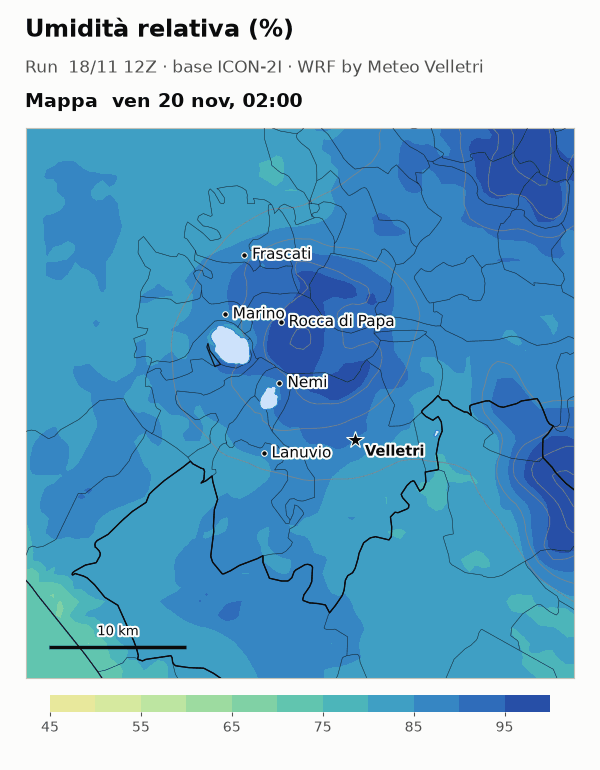 Umidità relativa (%)
Run  18/11 12Z · base ICON-2I · WRF by Meteo Velletri
Mappa  ven 20 nov, 02:00
Frascati
Marino
Rocca di Papa
Nemi
Velletri
Lanuvio
10 km
45 55 65 75 85 95